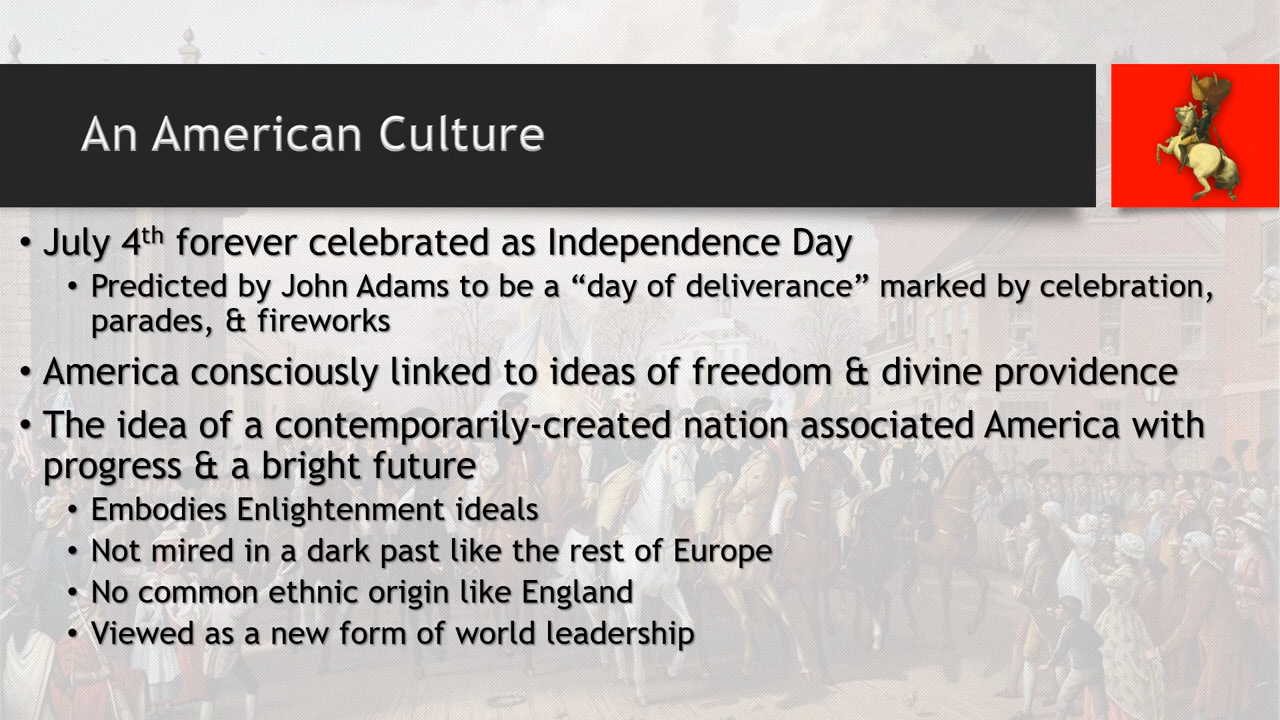 An American Culture
• July 4th forever celebrated as Independence Day
• Predicted by John Adams to be a “day of deliverance” marked by celebration,
parades, & fireworks
• America consciously linked to ideas of freedom & divine providence
• The idea of a contemporarily-created nation associated America with
progress & a bright future
• Embodies Enlightenment ideals
• Not mired in a dark past like the rest of Europe
• No common ethnic origin like England
• Viewed as a new form of world leadership